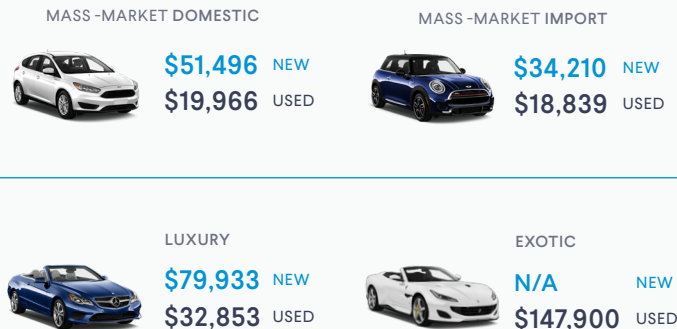 MASS -MARKET DOMESTIC
$51,496 NEW
$19,966 USED
MASS -MARKET IMPORT
$34,210 NEW
$18,839 USED
LUXURY
$79,933 NEW
$32,853 USED
EXOTIC
N/A NEW
$147,900 USED